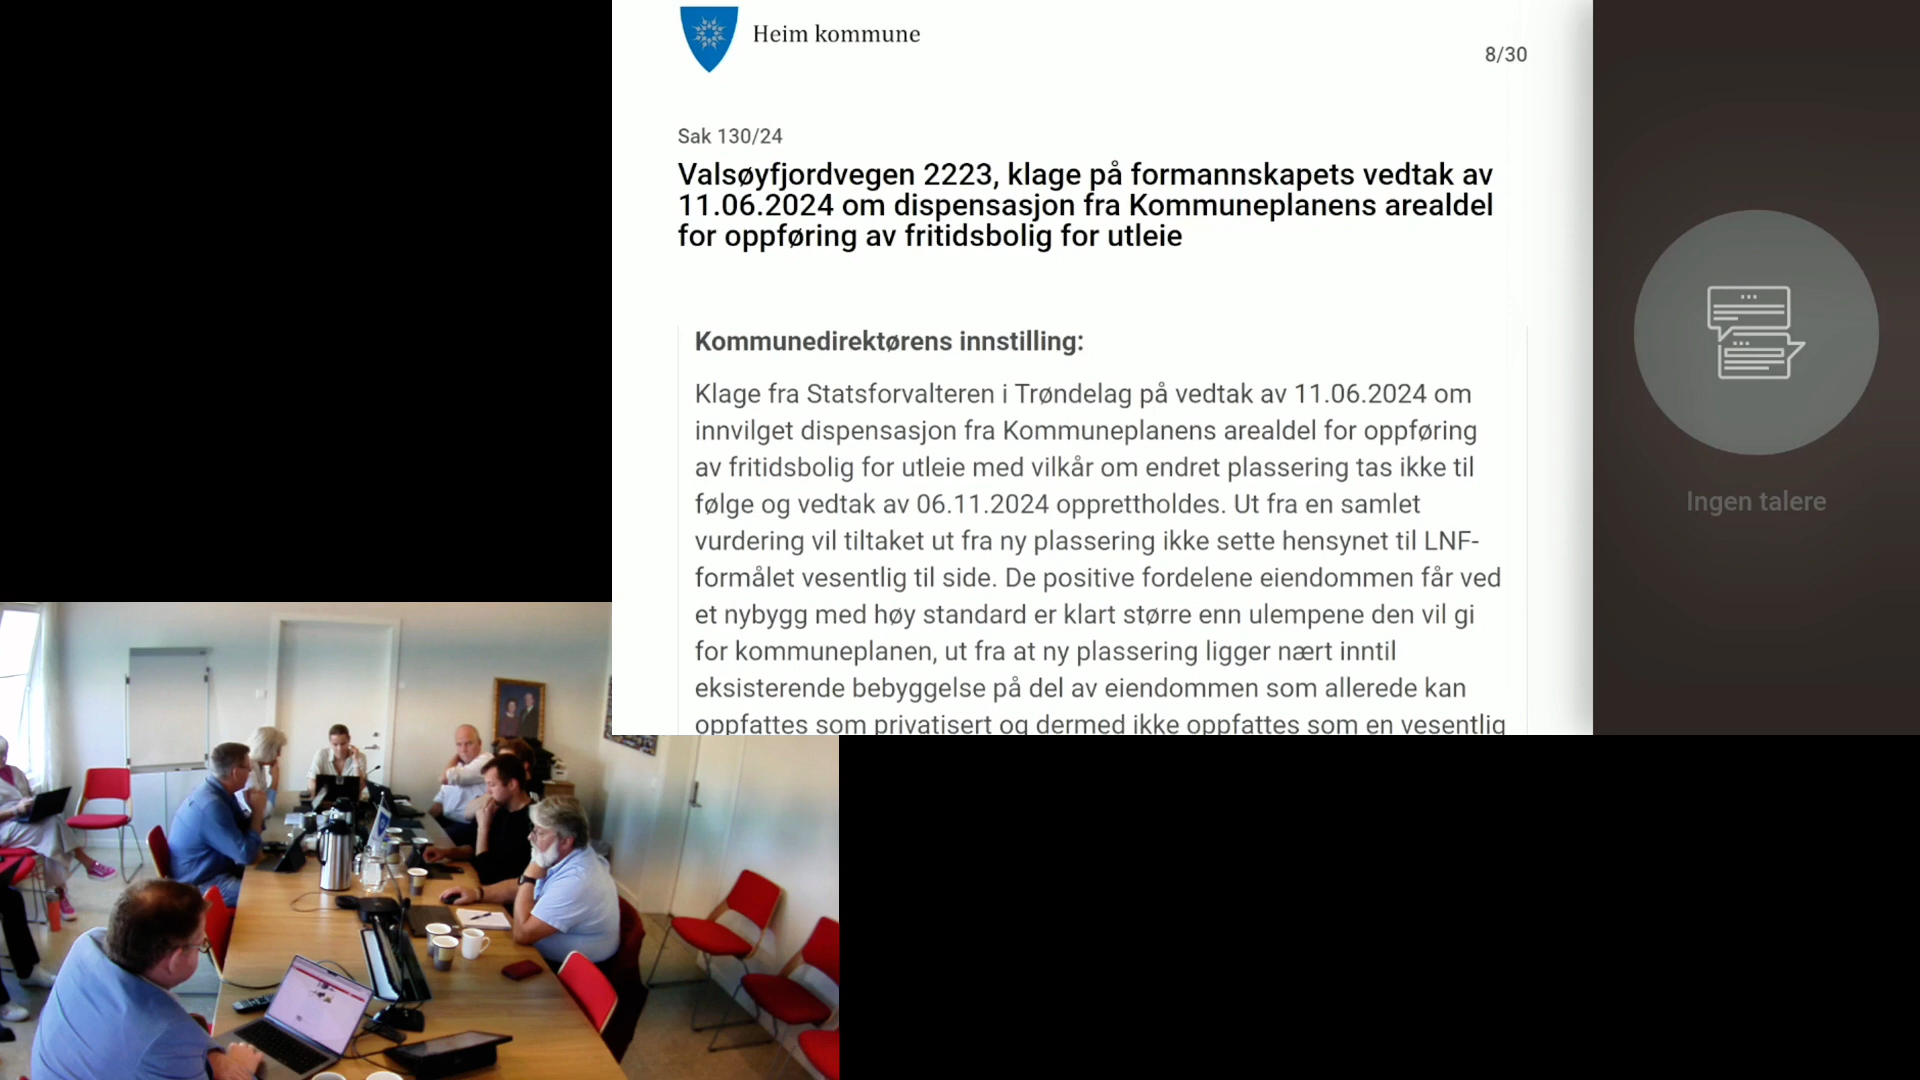 Heim kommune
8/30
Sak 130/24
Valsøyfjordvegen 2223, klage på formannskapets vedtak av
11.06.2024 om dispensasjon fra Kommuneplanens arealdel
for oppføring av fritidsbolig for utleie
Kommunedirektørens innstilling:
Klage fra Statsforvalteren i Trøndelag på vedtak av 11.06.2024 om
innvilget dispensasjon fra Kommuneplanens arealdel for oppføring
av fritidsbolig for utleie med vilkår om endret plassering tas ikke til
følge og vedtak av 06.11.2024 opprettholdes. Ut fra en samlet
vurdering vil tiltaket ut fra ny plassering ikke sette hensynet til LNF-
formålet vesentlig til side. De positive fordelene eiendommen får ved
et nybygg med høy standard er klart større enn ulempene den vil gi
for kommuneplanen, ut fra at ny plassering ligger nært inntil
eksisterende bebyggelse på del av eiendommen som allerede kan
oppfattes som privatisert og dermed ikke oppfattes som en vesentlig
Ingen talere